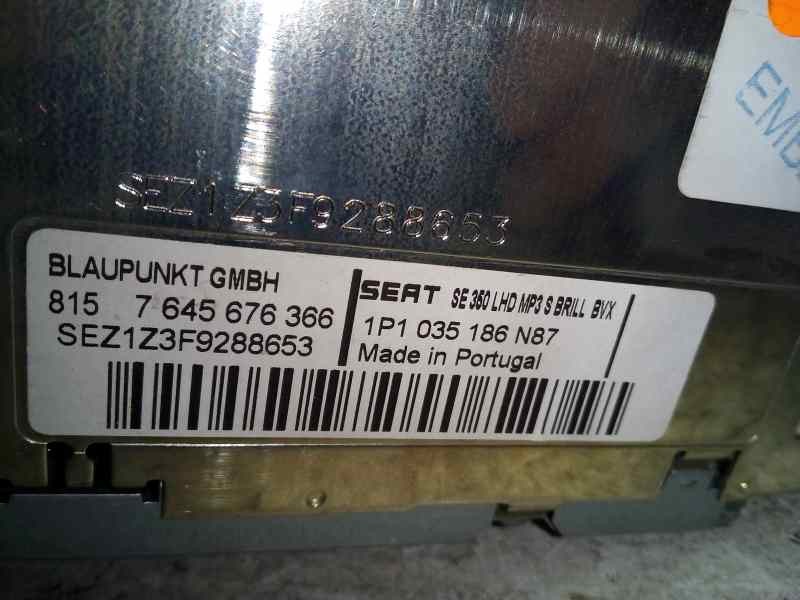 SEZ1Z3F9288653
BLAUPUNKT GMBH
815 7 645 676 366
SEZ1Z3F9288653
SEAT SE 360 LHD MP3 S BRILL BVX
1P1 035 186 N87
Made in Portugal